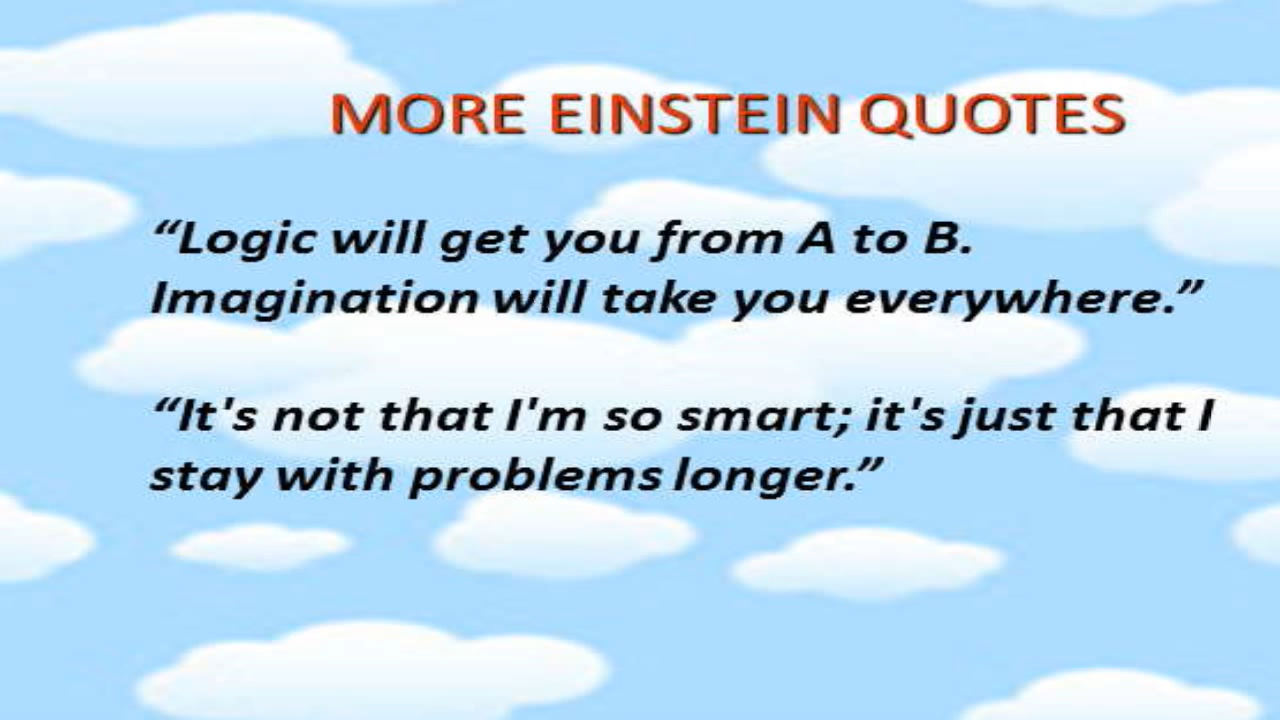 MORE EINSTEIN QUOTES
“Logic will get you from A to B.
Imagination will take you everywhere.”
“It's not that I'm so smart; it's just that I
stay with problems longer.”